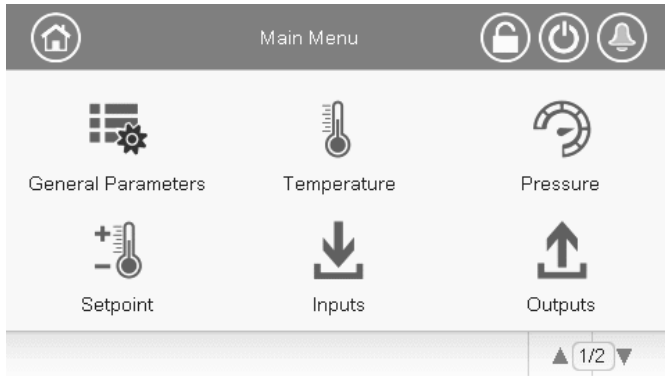 Main Menu
General Parameters
Temperature
Pressure
Setpoint
Inputs
Outputs
1/2